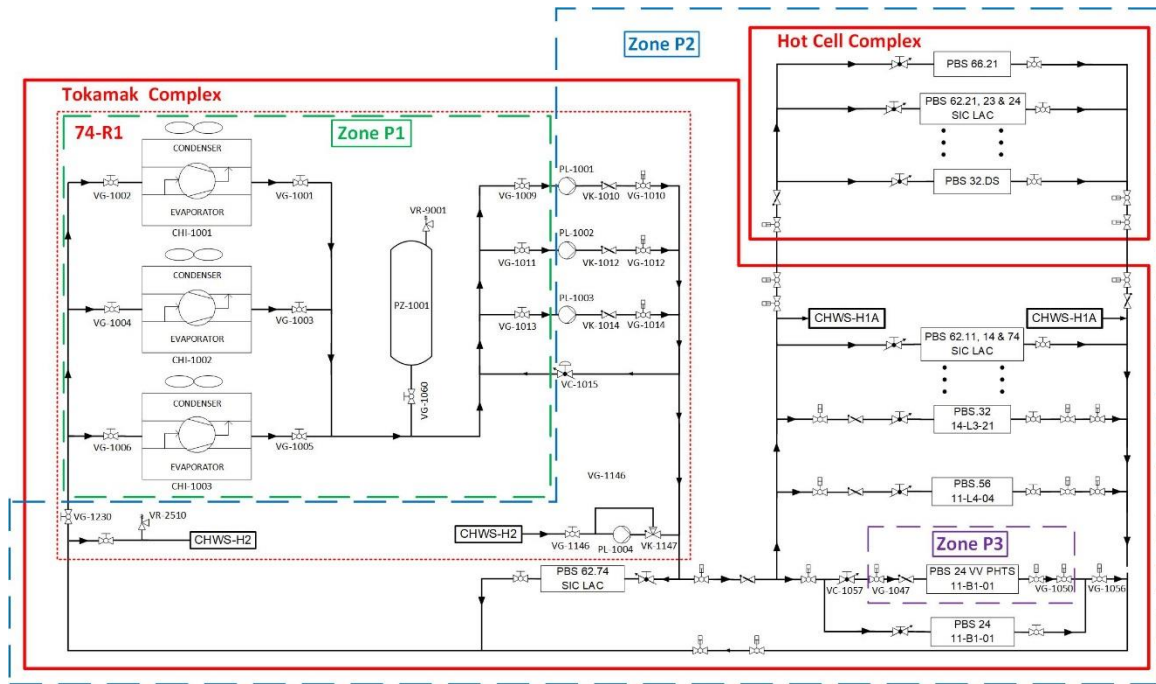 Zone P2
Hot Cell Complex
PBS 66.21
PBS 62.21, 23 & 24
SIC LAC
PBS 32.DS
Tokamak Complex
74-R1
Zone P1
CONDENSER
EVAPORATOR
CHI-1001
VG-1002
VG-1001
CONDENSER
EVAPORATOR
CHI-1002
VG-1004
VG-1003
CONDENSER
EVAPORATOR
CHI-1003
VG-1006
VG-1005
VR-9001
PZ-1001
VG-1060
VG-1009
PL-1001
VK-1010
VG-1010
VG-1011
PL-1002
VK-1012
VG-1012
VG-1013
PL-1003
VK-1014
VG-1014
VC-1015
CHWS-H1A
CHWS-H1A
PBS 62.11, 14 & 74
SIC LAC
PBS.32
14-L3-21
PBS.56
11-L4-04
VG-1146
VG-1230
VR-2510
CHWS-H2
CHWS-H2
VG-1146
PL-1004
VK-1147
Zone P3
PBS 62.74
SIC LAC
PBS 24 VV PHTS
11-B1-01
VC-1057
VG-1047
VG-1050
VG-1056
PBS 24
11-B1-01